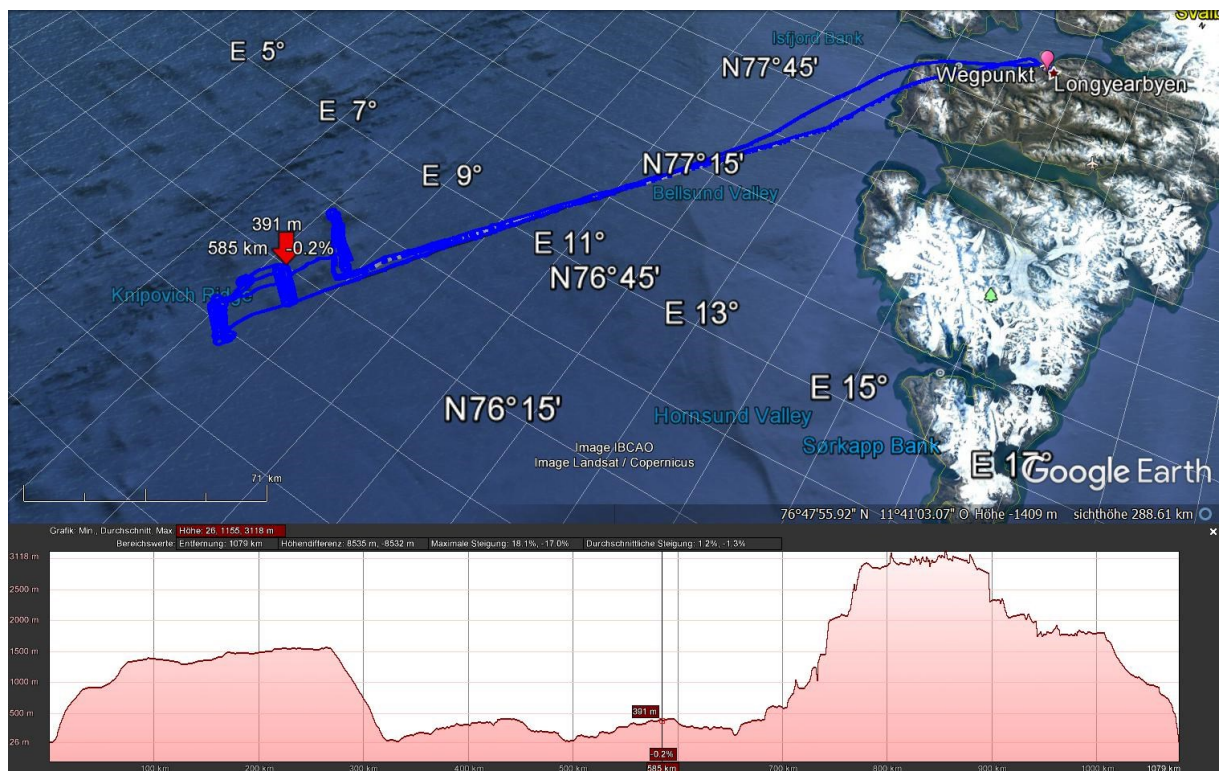 Svalb
E 5°
Isfjord Bank
N77°45'
Wegpunkt
Longyearbyen
E 7°
N77°15'
Bellsund Valley
E 9°
391 m
585 km -0.2%
E 11°
N76°45'
Knipovich Ridge
E 13°
E 15°
N76°15'
Hornsund Valley
Sørkapp Bank
Image IBCAO
Image Landsat / Copernicus
E 17°
Google Earth
71 km
76°47'55.92" N 11°41'03.07" O Höhe -1409 m sichthöhe 288.61 km
Grafik: Min., Durchschnitt, Max. Höhe: 26, 1155, 3118 m
Bereichswerte: Entfernung: 1079 km Höhendifferenz: 8535 m, -8532 m Maximale Steigung: 18.1%, -17.0% Durchschnittliche Steigung: 1.2%, -1.3%
3118 m
2500 m
2000 m
1500 m
1000 m
500 m
26 m
391 m
-0.2%
100 km
200 km
300 km
400 km
500 km
585 km
700 km
800 km
900 km
1000 km
1079 km